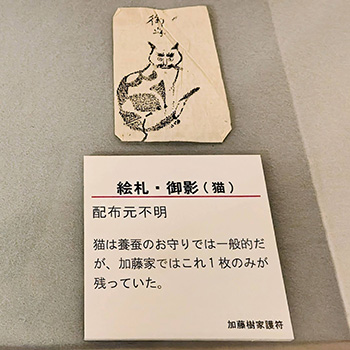 御守
絵札・御影(猫)
配布元不明
猫は養蚕のお守りでは一般的だ
が、加藤家ではこれ1枚のみが
残っていた。
加藤樹家護符